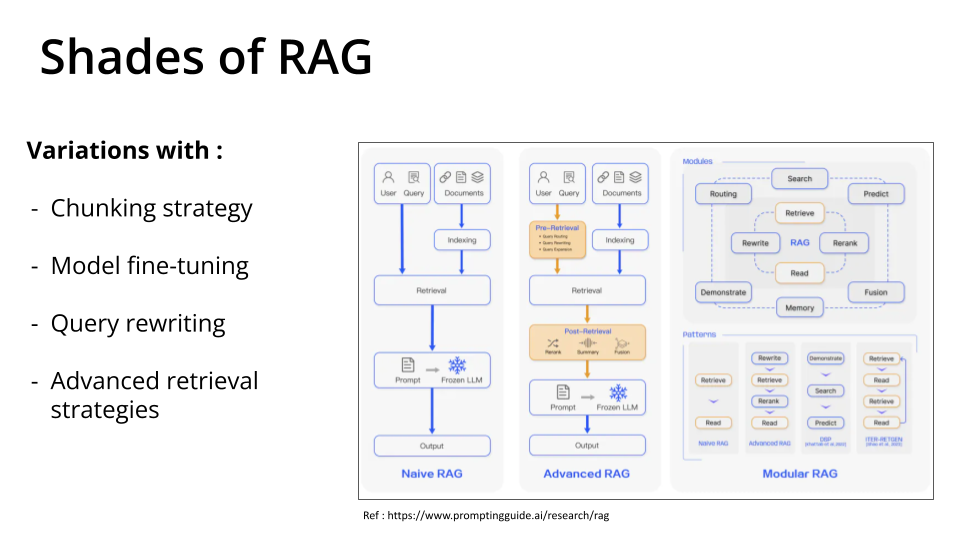 Shades of RAG
Variations with :
- Chunking strategy
- Model fine-tuning
- Query rewriting
- Advanced retrieval
strategies
User Query
Documents
Indexing
Retrieval
Prompt
Frozen LLM
Output
Naive RAG
User Query
Documents
Pre-Retrieval
• Query Routing
• Query Rewriting
• Query Expansion
Indexing
Retrieval
Post-Retrieval
Rerank Summary Fusion
Prompt
Frozen LLM
Output
Advanced RAG
Modules
Search
Routing
Predict
Retrieve
Rewrite
RAG
Rerank
Read
Demonstrate
Fusion
Memory
Patterns
Retrieve
Read
Naive RAG
Rewrite
Retrieve
Rerank
Read
Advanced RAG
Demonstrate
Search
Predict
DSP
Retrieve
Read
Retrieve
Read
ITER-RETGEN
Modular RAG
Ref : https://www.promptingguide.ai/research/rag